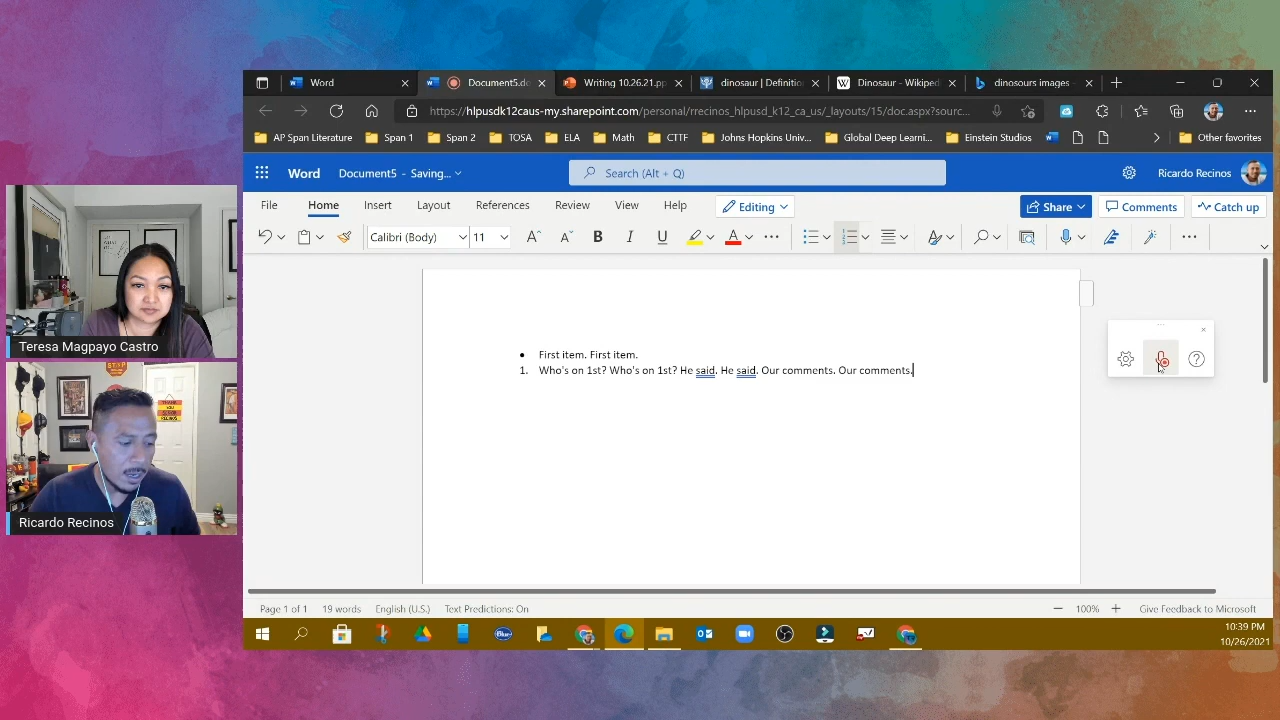 Word
Document5.do
Writing 10.26.21.pp
dinosaur | Definitio
Dinosaur - Wikiped
dinosours images -
https://hlpusdk12caus-my.sharepoint.com/personal/rrecinos_hlpusd_k12_ca_us/_layouts/15/doc.aspx?sourc...
AP Span Literature
Span 1
Span 2
TOSA
ELA
Math
CTTF
Johns Hopkins Univ...
Global Deep Learni...
Einstein Studios
Other favorites
Word
Document5 - Saving...
Search (Alt + Q)
Ricardo Recinos
File
Home
Insert
Layout
References
Review
View
Help
Editing
Share
Comments
Catch up
Calibri (Body)
11
First item. First item.
1. Who's on 1st? Who's on 1st? He said. He said. Our comments. Our comments.
Teresa Magpayo Castro
Ricardo Recinos
Page 1 of 1
19 words
English (U.S.)
Text Predictions: On
100%
Give Feedback to Microsoft
10:39 PM
10/26/2021